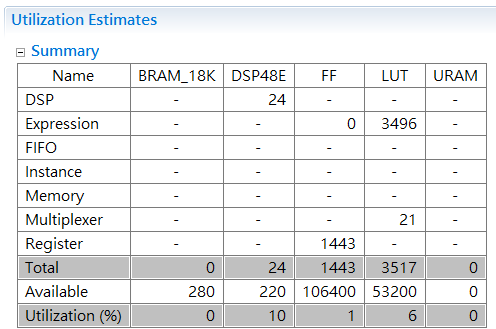 Utilization Estimates
Summary
Name BRAM_18K DSP48E FF LUT URAM
DSP - 24 - - -
Expression - - 0 3496 -
FIFO - - - - -
Instance - - - - -
Memory - - - - -
Multiplexer - - - 21 -
Register - - 1443 - -
Total 0 24 1443 3517 0
Available 280 220 106400 53200 0
Utilization (%) 0 10 1 6 0